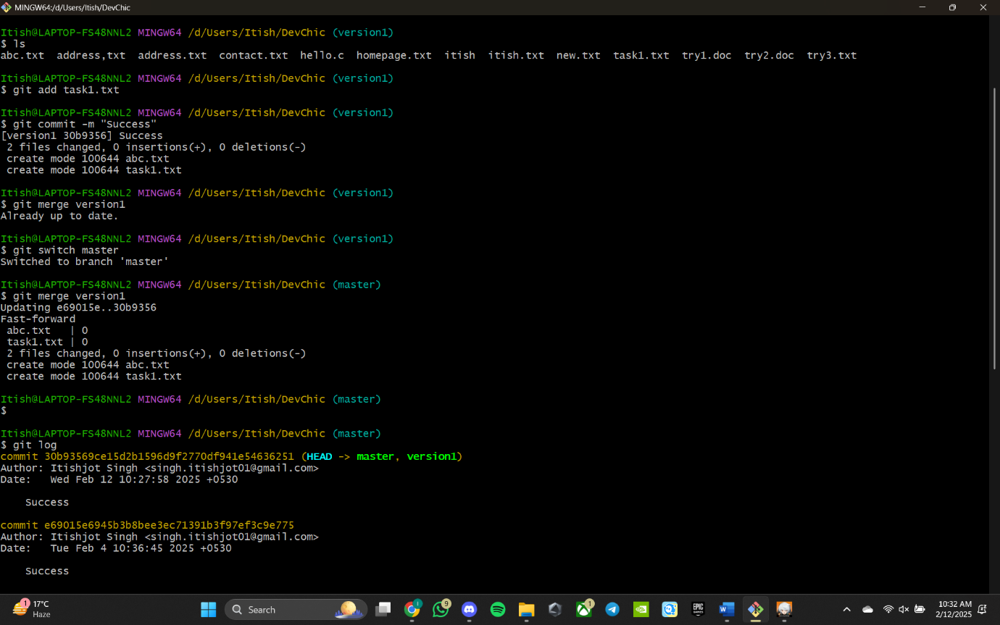 MINGW64:/d/Users/Itish/DevChic
Itish@LAPTOP-FS48NNL2 MINGW64 /d/Users/Itish/DevChic (version1)
$ ls
abc.txt  address,txt  address.txt  contact.txt  hello.c  homepage.txt  itish  itish.txt  new.txt  task1.txt  try1.doc  try2.doc  try3.txt
Itish@LAPTOP-FS48NNL2 MINGW64 /d/Users/Itish/DevChic (version1)
$ git add task1.txt
Itish@LAPTOP-FS48NNL2 MINGW64 /d/Users/Itish/DevChic (version1)
$ git commit -m "Success"
[version1 30b9356] Success
 2 files changed, 0 insertions(+), 0 deletions(-)
 create mode 100644 abc.txt
 create mode 100644 task1.txt
Itish@LAPTOP-FS48NNL2 MINGW64 /d/Users/Itish/DevChic (version1)
$ git merge version1
Already up to date.
Itish@LAPTOP-FS48NNL2 MINGW64 /d/Users/Itish/DevChic (version1)
$ git switch master
Switched to branch 'master'
Itish@LAPTOP-FS48NNL2 MINGW64 /d/Users/Itish/DevChic (master)
$ git merge version1
Updating e69015e..30b9356
Fast-forward
 abc.txt   | 0
 task1.txt | 0
 2 files changed, 0 insertions(+), 0 deletions(-)
 create mode 100644 abc.txt
 create mode 100644 task1.txt
Itish@LAPTOP-FS48NNL2 MINGW64 /d/Users/Itish/DevChic (master)
$
Itish@LAPTOP-FS48NNL2 MINGW64 /d/Users/Itish/DevChic (master)
$ git log
commit 30b93569ce15d2b1596d9f2770df941e54636251 (HEAD -> master, version1)
Author: Itishjot Singh <singh.itishjot01@gmail.com>
Date:   Wed Feb 12 10:27:58 2025 +0530
    Success
commit e69015e6945b3b8bee3ec71391b3f97ef3c9e775
Author: Itishjot Singh <singh.itishjot01@gmail.com>
Date:   Tue Feb 4 10:36:45 2025 +0530
    Success
1
17°C
Haze
Search
9
1
EPIC GAMES
10:32 AM
2/12/2025